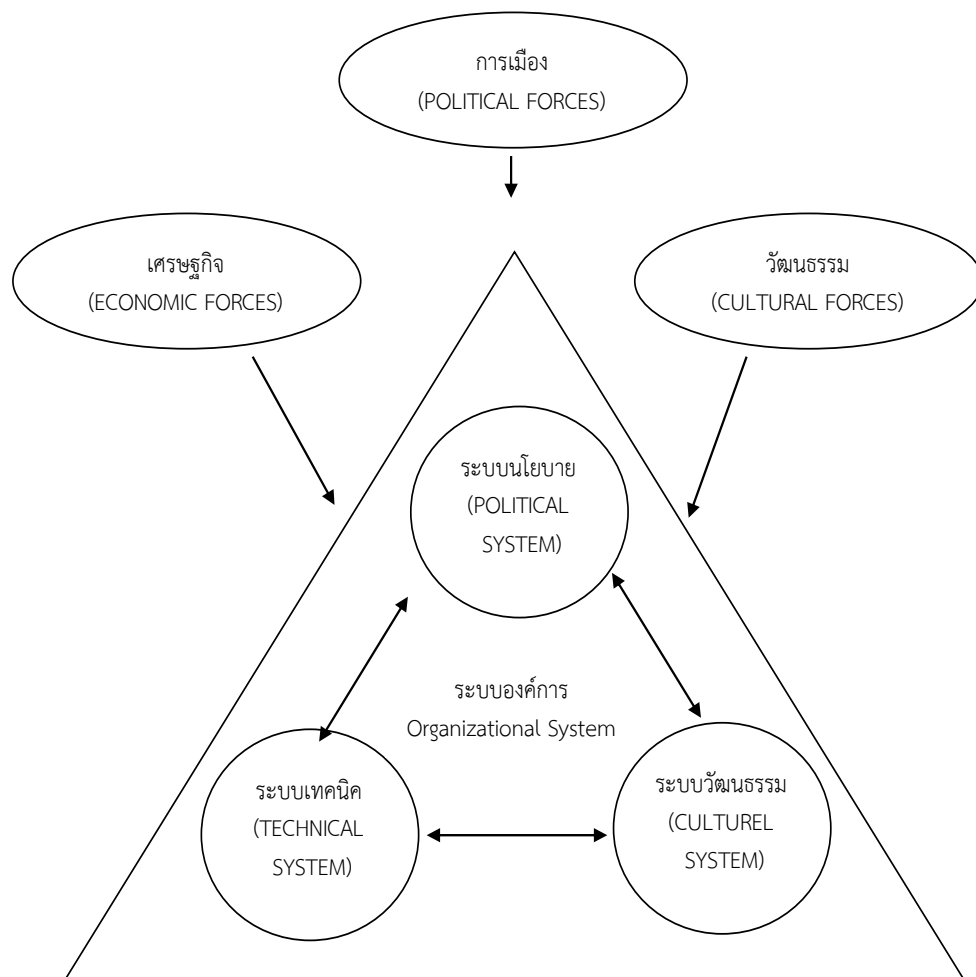 การเมือง
(POLITICAL FORCES)
เศรษฐกิจ
(ECONOMIC FORCES)
วัฒนธรรม
(CULTURAL FORCES)
ระบบนโยบาย
(POLITICAL
SYSTEM)
ระบบองค์การ
Organizational System
ระบบเทคนิค
(TECHNICAL
SYSTEM)
ระบบวัฒนธรรม
(CULTUREL
SYSTEM)